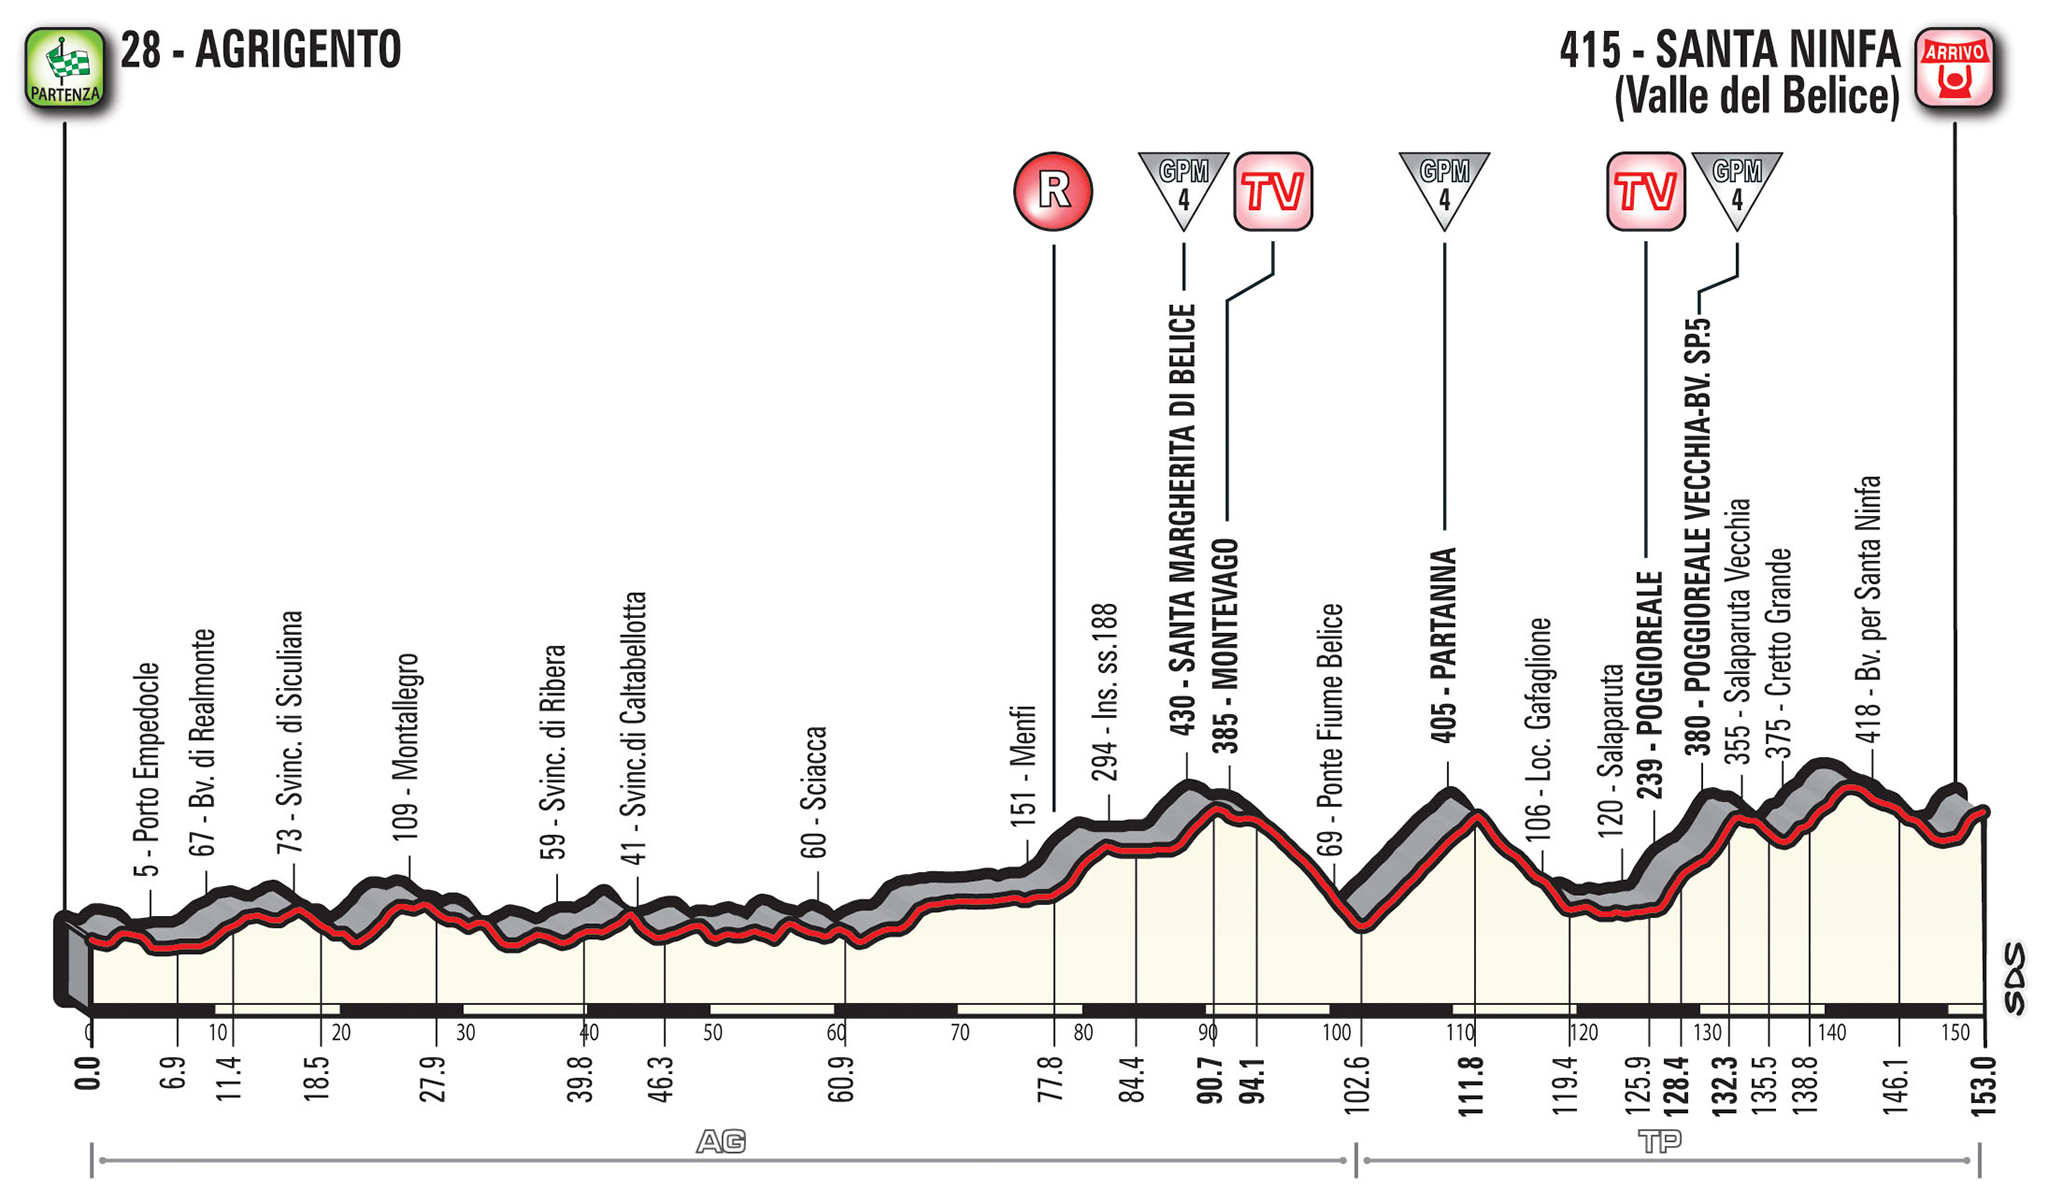 28 - AGRIGENTO
PARTENZA
415 - SANTA NINFA
(Valle del Belice)
ARRIVO
R
GPM
4
TV
GPM
4
TV
GPM
4
5 - Porto Empedocle
67 - Bv. di Realmonte
73 - Svinc. di Siculiana
109 - Montallegro
59 - Svinc. di Ribera
41 - Svinc.di Caltabellotta
60 - Sciacca
151 - Menfi
294 - Ins. ss.188
430 - SANTA MARGHERITA DI BELICE
385 - MONTEVAGO
69 - Ponte Fiume Belice
405 - PARTANNA
106 - Loc. Gafaglione
120 - Salaparuta
239 - POGGIOREALE
380 - POGGIOREALE VECCHIA-BV. SP.5
355 - Salaparuta Vecchia
375 - Cretto Grande
418 - Bv. per Santa Ninfa
SDS
0 10 20 30 40 50 60 70 80 90 100 110 120 130 140 150
0.0 6.9 11.4 18.5 27.9 39.8 46.3 60.9 77.8 84.4 90.7 94.1 102.6 111.8 119.4 125.9 128.4 132.3 135.5 138.8 146.1 153.0
AG TP